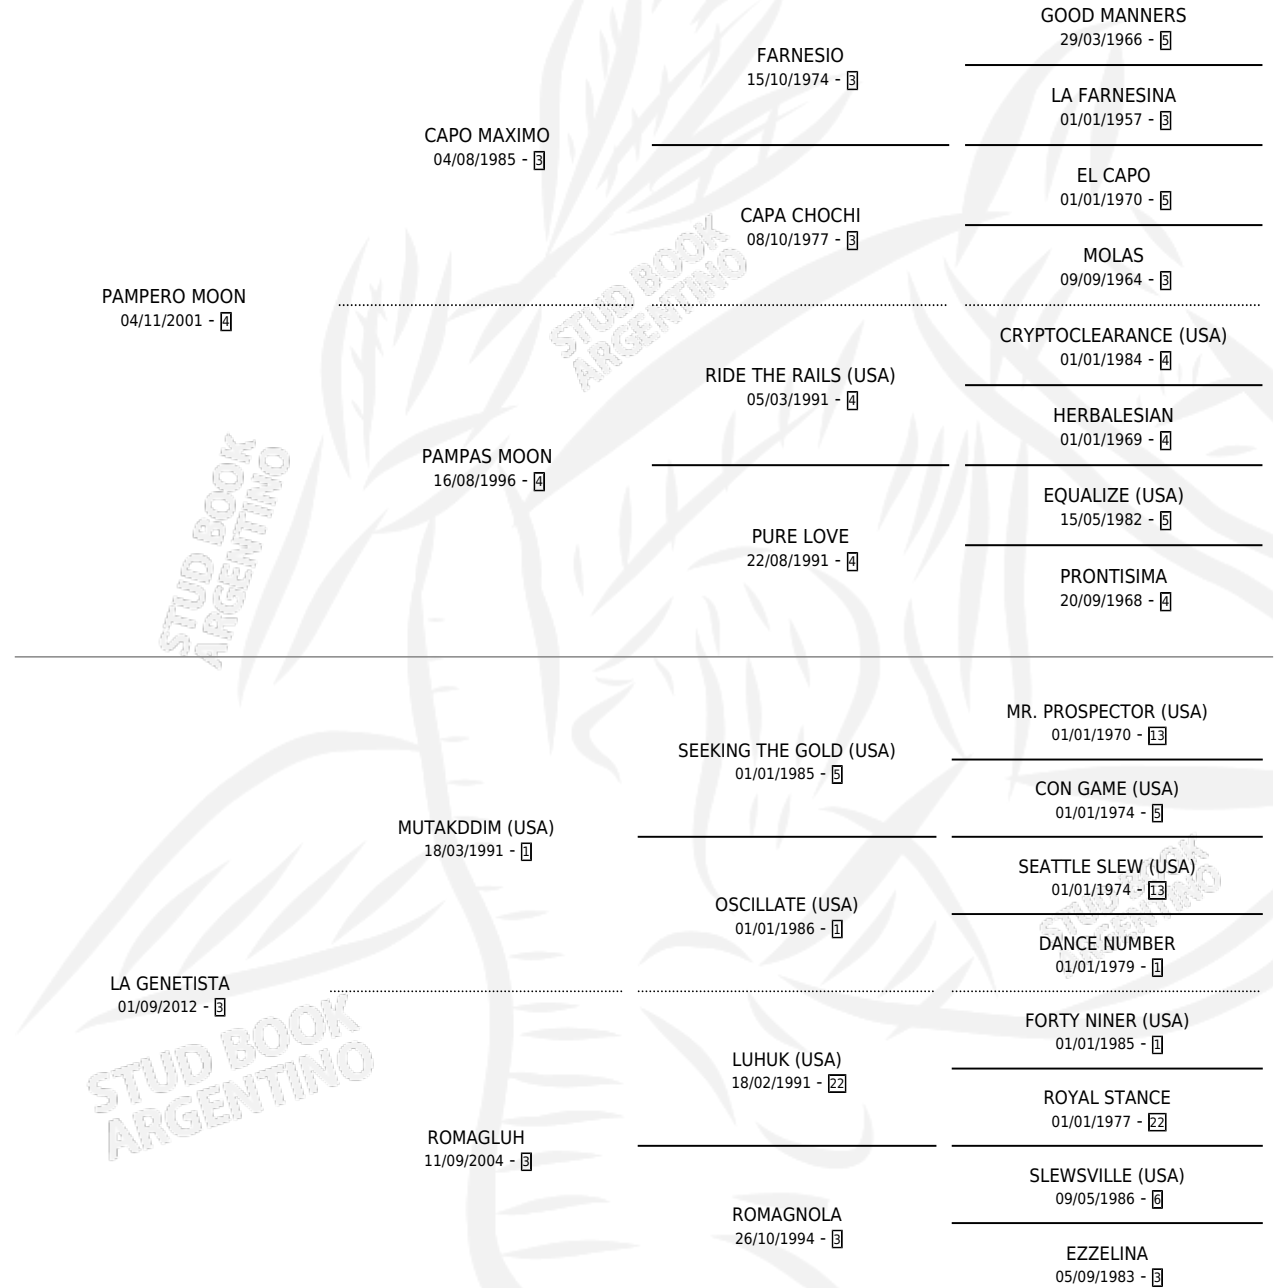 GOOD MANNERS
29/03/1966 - 5
FARNESIO
15/10/1974 - 3
LA FARNESINA
01/01/1957 - 3
CAPO MAXIMO
04/08/1985 - 3
EL CAPO
01/01/1970 - 5
CAPA CHOCHI
08/10/1977 - 3
MOLAS
09/09/1964 - 3
PAMPERO MOON
04/11/2001 - 4
STUD BOOK
ARGENTINO
CRYPTOCLEARANCE (USA)
01/01/1984 - 4
RIDE THE RAILS (USA)
05/03/1991 - 4
HERBALESIAN
01/01/1969 - 4
PAMPAS MOON
16/08/1996 - 4
EQUALIZE (USA)
15/05/1982 - 5
PURE LOVE
22/08/1991 - 4
PRONTISIMA
20/09/1968 - 4
STUD BOOK
ARGENTINO
MR. PROSPECTOR (USA)
01/01/1970 - 13
SEEKING THE GOLD (USA)
01/01/1985 - 5
CON GAME (USA)
01/01/1974 - 5
MUTAKDDIM (USA)
18/03/1991 - 1
SEATTLE SLEW (USA)
01/01/1974 - 13
OSCILLATE (USA)
01/01/1986 - 1
STUD BOOK
ARGENTINO
DANCE NUMBER
01/01/1979 - 1
LA GENETISTA
01/09/2012 - 3
STUD BOOK
ARGENTINO
FORTY NINER (USA)
01/01/1985 - 1
LUHUK (USA)
18/02/1991 - 22
ROYAL STANCE
01/01/1977 - 22
ROMAGLUH
11/09/2004 - 3
SLEWSVILLE (USA)
09/05/1986 - 6
ROMAGNOLA
26/10/1994 - 3
EZZELINA
05/09/1983 - 3